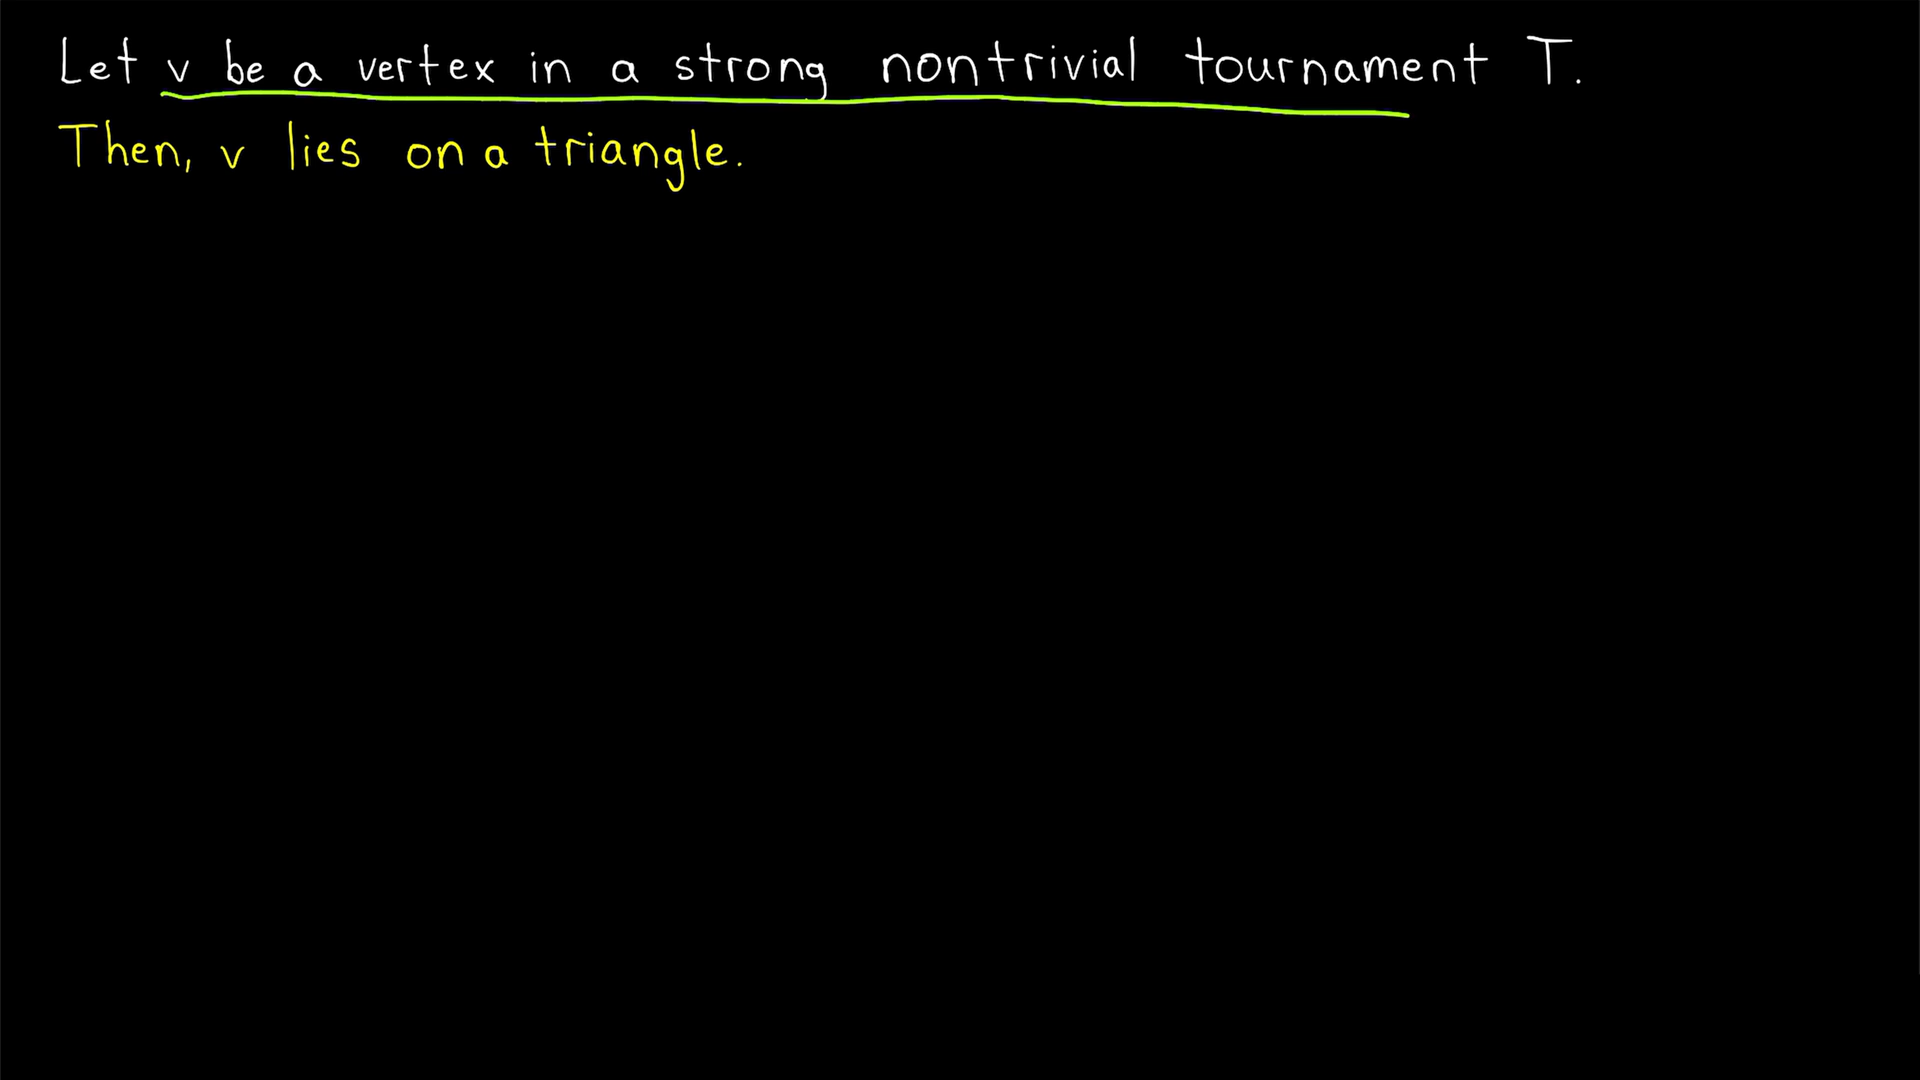 Let v be a vertex in a strong nontrivial tournament T.
Then, v lies on a triangle.